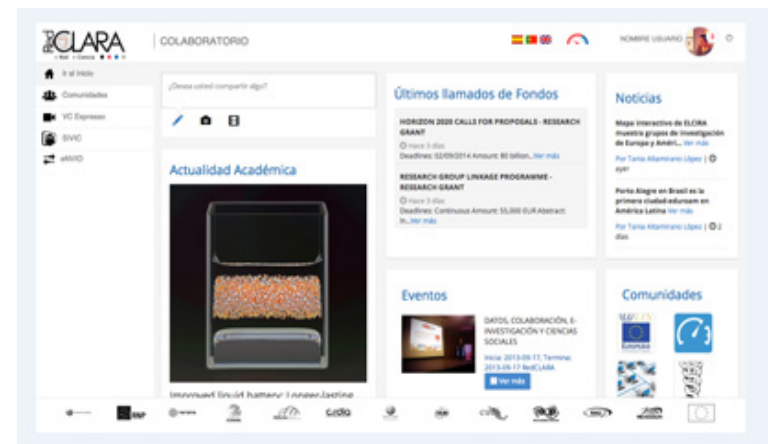 CLARA
COLABORATORIO
NOMBRE USUARIO
Ir al inicio
Comunidades
VC Espresso
SIVIC
eNVIO
¿Desea usted compartir algo?
Actualidad Académica
Improved liquid battery: Longer-lasting
Últimos llamados de Fondos
HORIZON 2020 CALLS FOR PROPOSALS - RESEARCH
GRANT
Hace 3 días
Deadlines: 02/09/2014 Amount: 80 billion...Ver más
RESEARCH GROUP LINKAGE PROGRAMME -
RESEARCH GRANT
Hace 3 días
Deadlines: Continuous Amount: 55,000 EUR Abstract:
In...Ver más
Noticias
Mapa interactivo de ELCIRA
muestra grupos de investigación
de Europa y Améri... Ver más
Por Tania Altamirano López |
ayer
Porto Alegre en Brasil es la
primera ciudad eduroam en
América Latina Ver más
Por Tania Altamirano López | 2
días
Eventos
DATOS, COLABORACIÓN, E-
INVESTIGACIÓN Y CIENCIAS
SOCIALES
Inicia: 2013-09-17, Termina:
2013-09-17 RedCLARA
Ver más
Comunidades
RNP
cudi